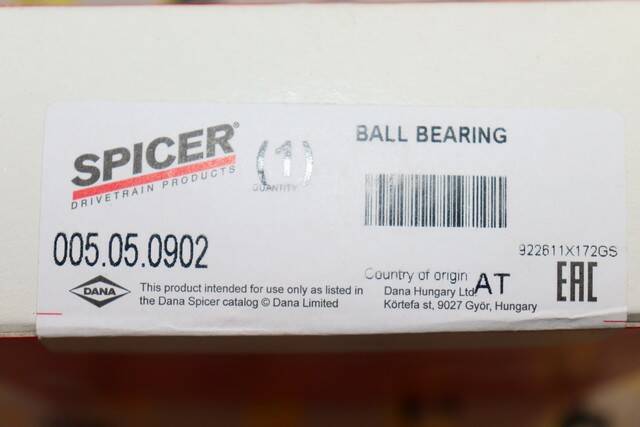 SPICER®
DRIVETRAIN PRODUCTS
(1)
QUANTITY
BALL BEARING
005.05.0902
922611X172GS
DANA
This product intended for use only as listed in
the Dana Spicer catalog © Dana Limited
Country of origin AT
Dana Hungary Ltd.
Körtefa st, 9027 Györ, Hungary
EAC